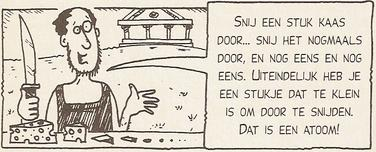 SNIJ EEN STUK KAAS
DOOR... SNIJ HET NOGMAALS
DOOR, EN NOG EENS EN NOG
EENS. UITEINDELIJK HEB JE
EEN STUKJE DAT TE KLEIN
IS OM DOOR TE SNIJDEN.
DAT IS EEN ATOOM!